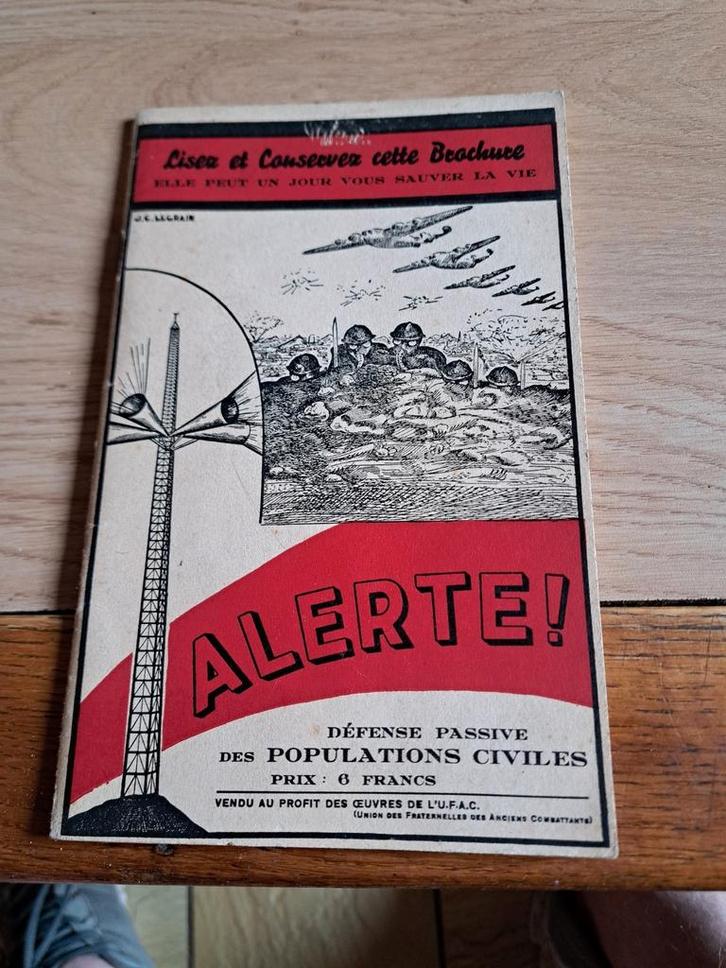 Lisez et Conservez cette Brochure
ELLE PEUT UN JOUR VOUS SAUVER LA VIE
J.C. LEGRAIN
ALERTE!
DÉFENSE PASSIVE
DES POPULATIONS CIVILES
PRIX : 6 FRANCS
VENDU AU PROFIT DES ŒUVRES DE L'U.F.A.C.
(UNION DES FRATERNELLES DES ANCIENS COMBATTANTS)